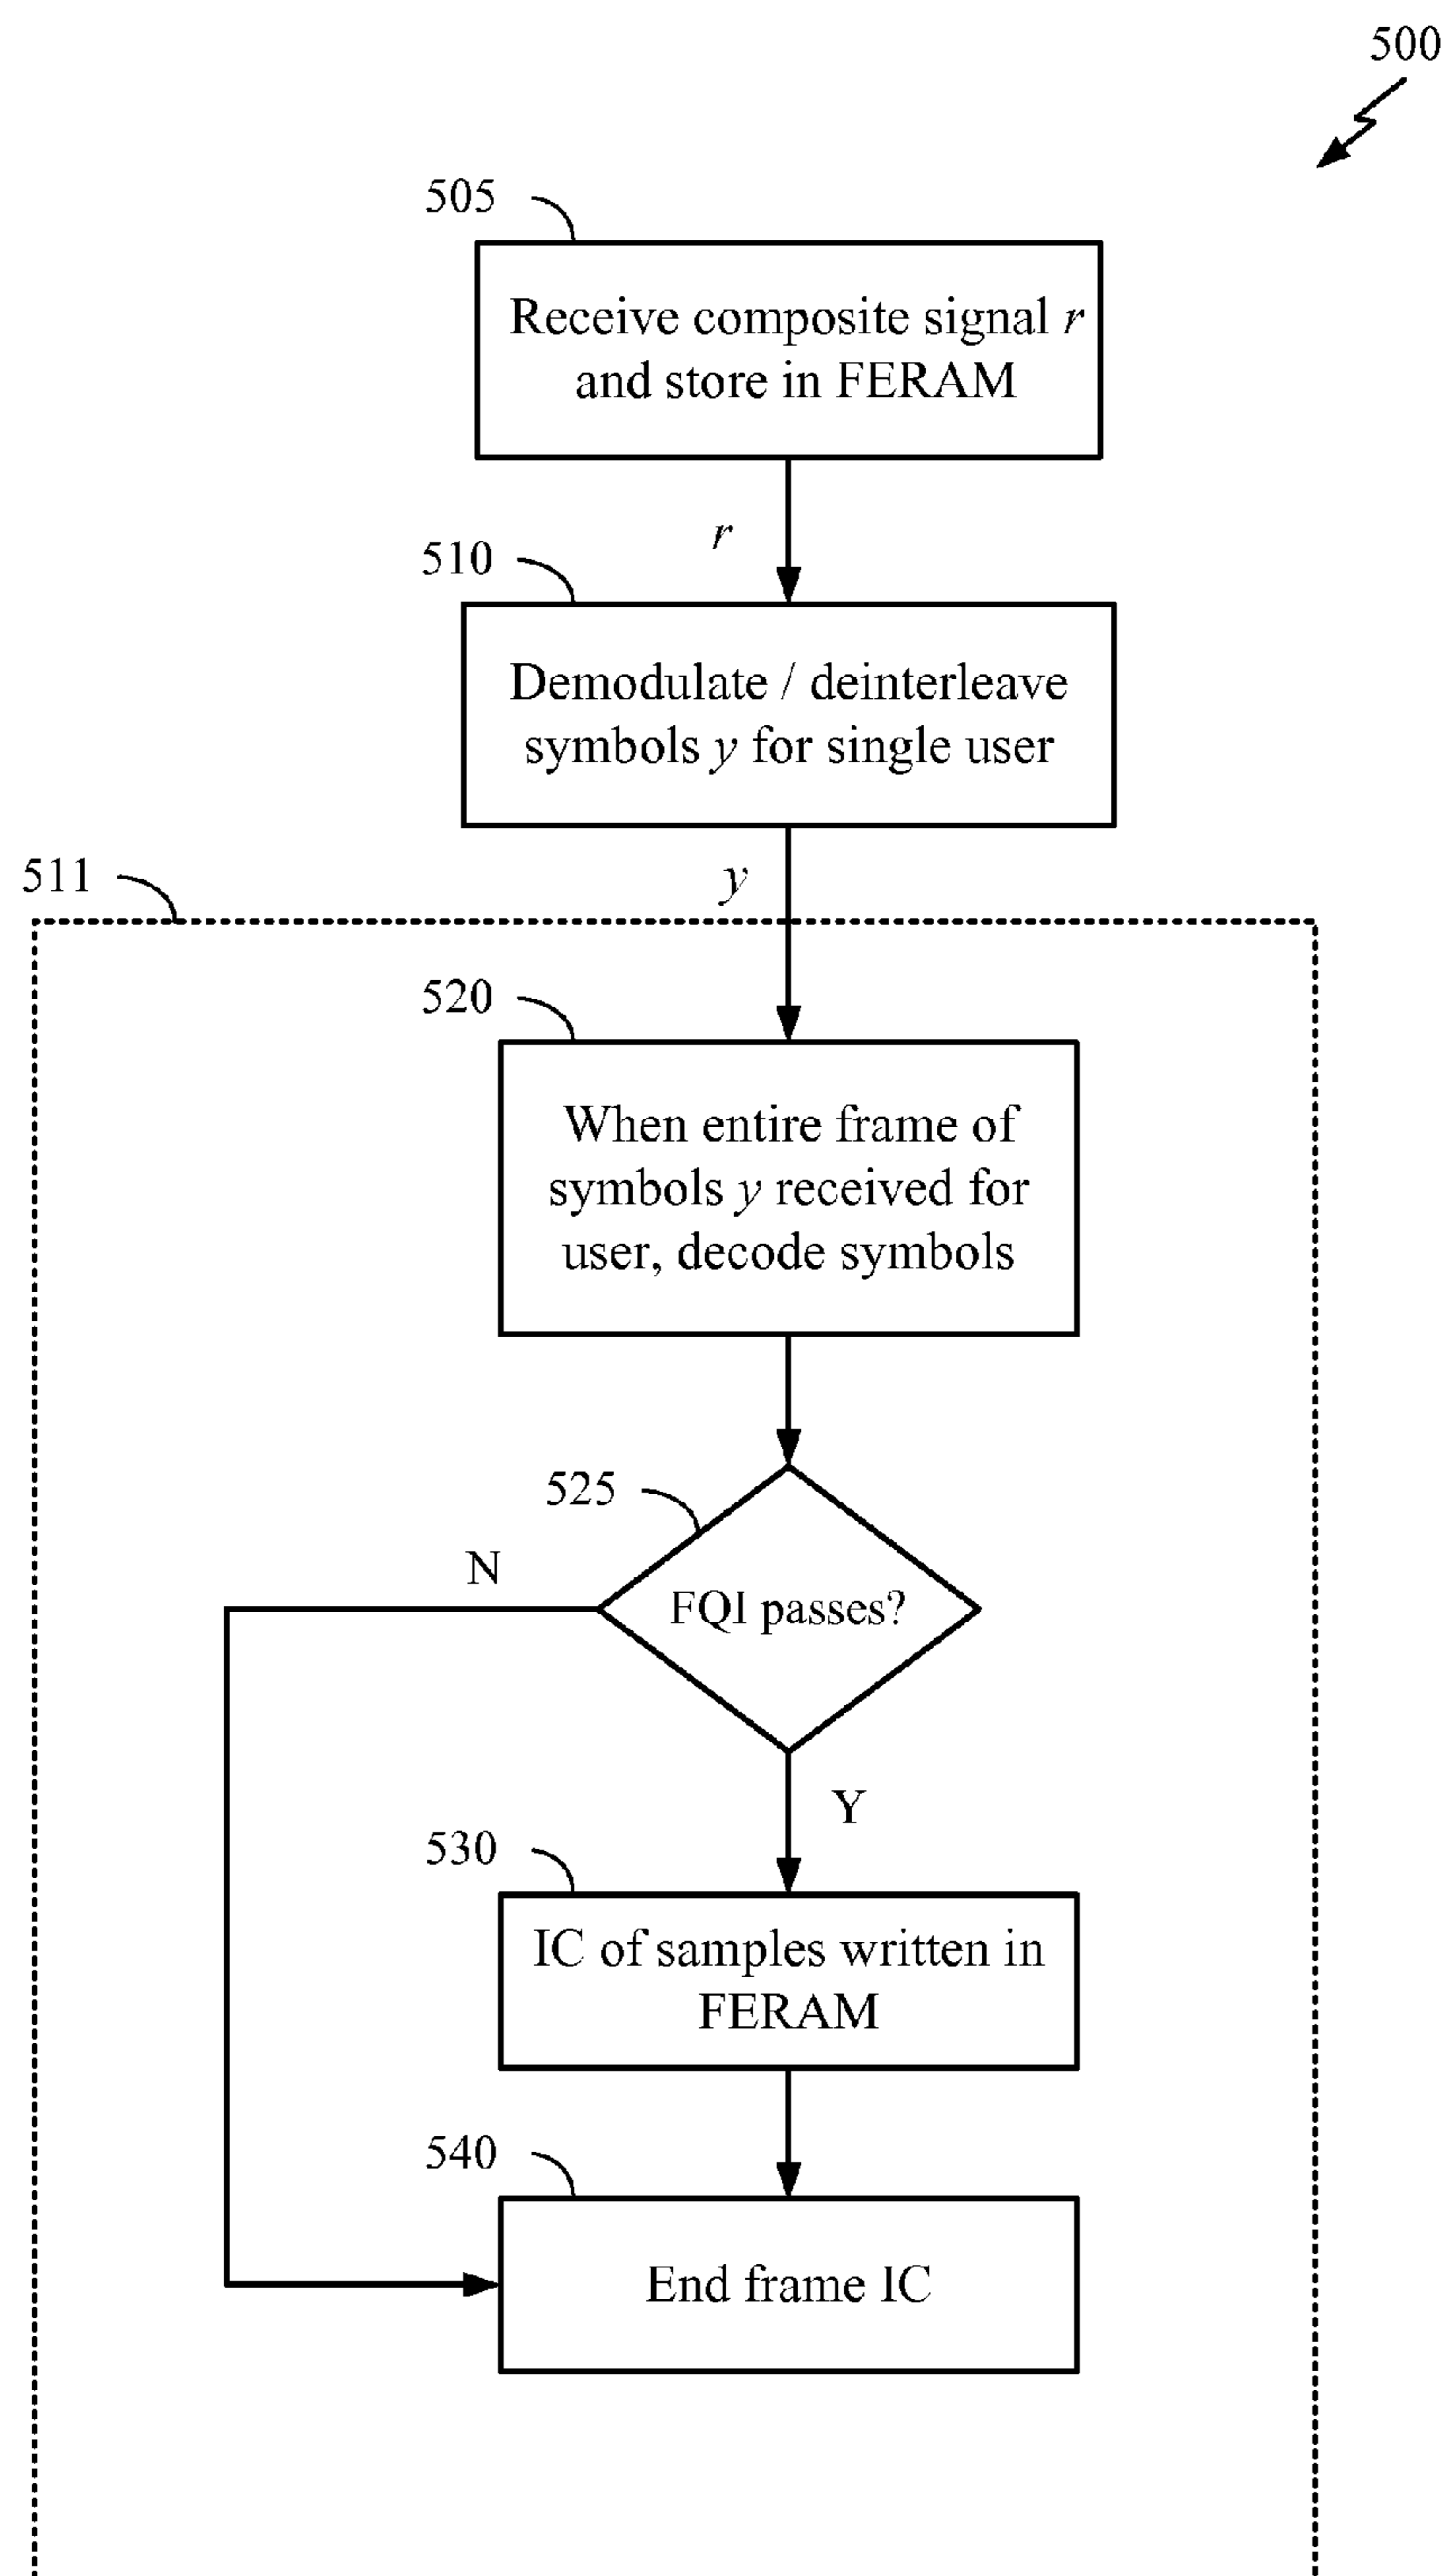 500
505
Receive composite signal r
and store in FERAM
r
510
Demodulate / deinterleave
symbols y for single user
511
y
520
When entire frame of
symbols y received for
user, decode symbols
525
N
FQI passes?
Y
530
IC of samples written in
FERAM
540
End frame IC